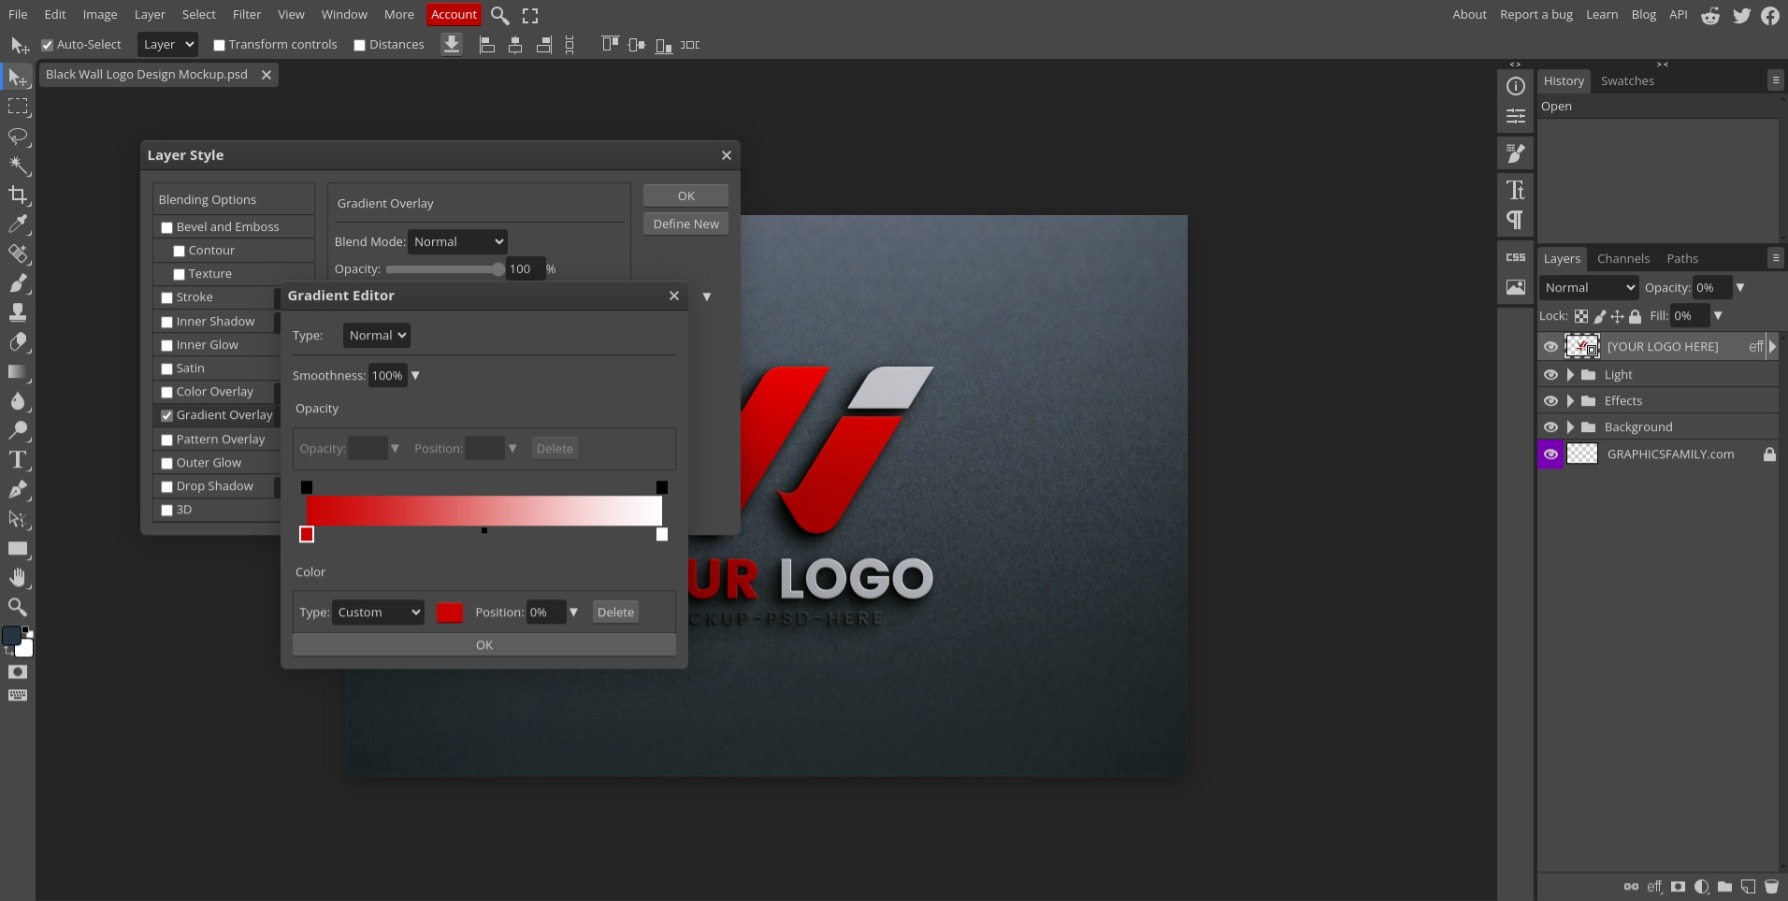 File Edit Image Layer Select Filter View Window More Account About Report a bug Learn Blog API
Auto-Select Layer Transform controls Distances
Black Wall Logo Design Mockup.psd
History Swatches
Open
Layer Style
Blending Options
Bevel and Emboss
Contour
Texture
Stroke
Inner Shadow
Inner Glow
Satin
Color Overlay
Gradient Overlay
Pattern Overlay
Outer Glow
Drop Shadow
3D
Gradient Overlay
Blend Mode: Normal
Opacity: 100 %
OK
Define New
Gradient Editor
Type: Normal
Smoothness: 100%
Opacity
Opacity: Position: Delete
Color
Type: Custom Position: 0% Delete
OK
UR LOGO
CKUP-PSD-HERE
Tt
CSS
Layers Channels Paths
Normal Opacity: 0%
Lock: Fill: 0%
[YOUR LOGO HERE] eff
Light
Effects
Background
GRAPHICSFAMILY.com
eff